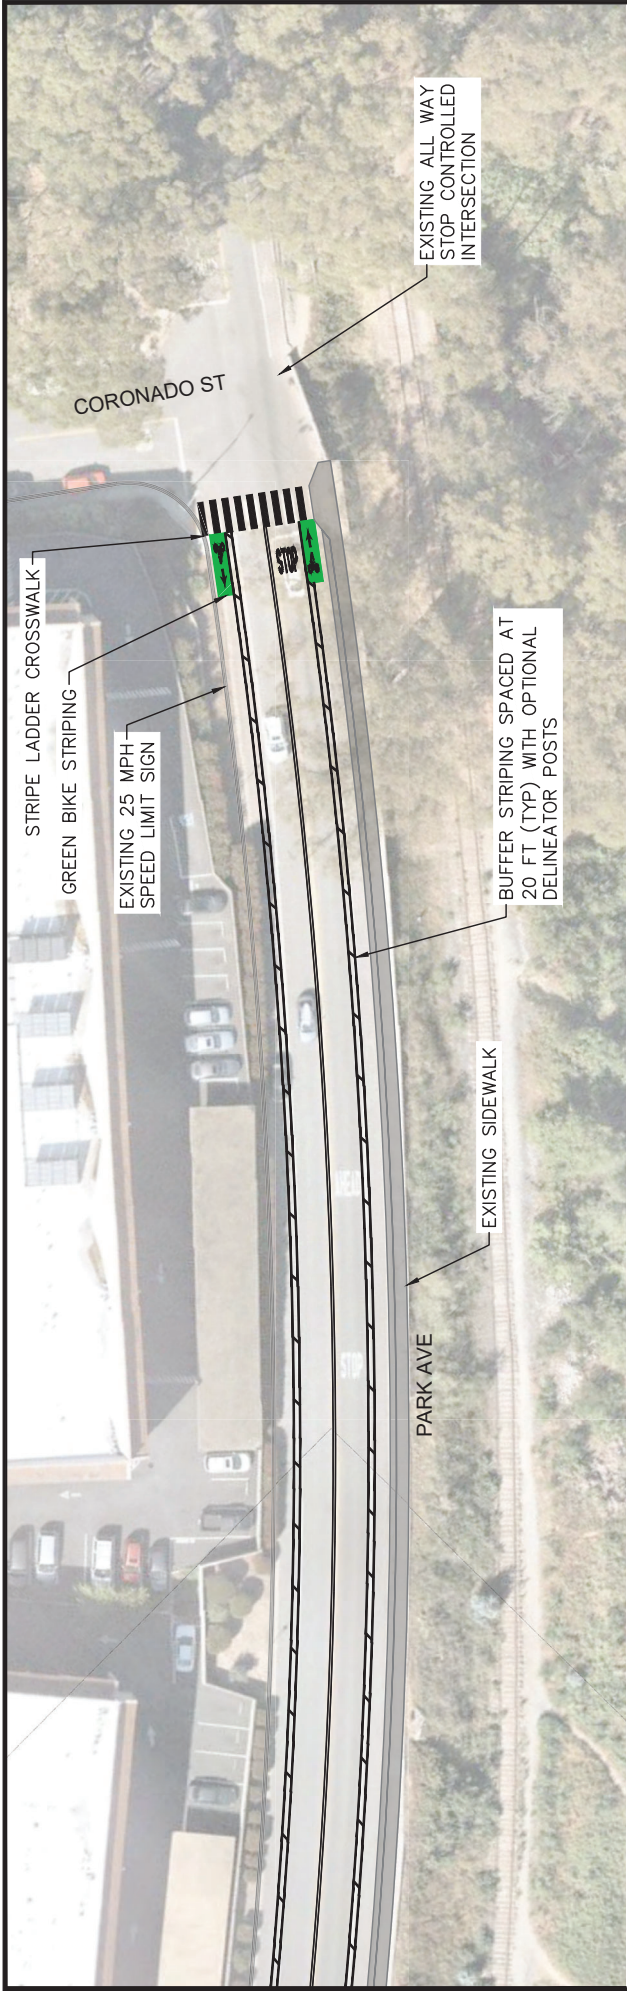 STRIPE LADDER CROSSWALK
GREEN BIKE STRIPING
EXISTING 25 MPH
SPEED LIMIT SIGN
CORONADO ST
EXISTING ALL WAY
STOP CONTROLLED
INTERSECTION
STOP
BUFFER STRIPING SPACED AT
20 FT (TYP) WITH OPTIONAL
DELINEATOR POSTS
AHEAD
STOP
EXISTING SIDEWALK
PARK AVE